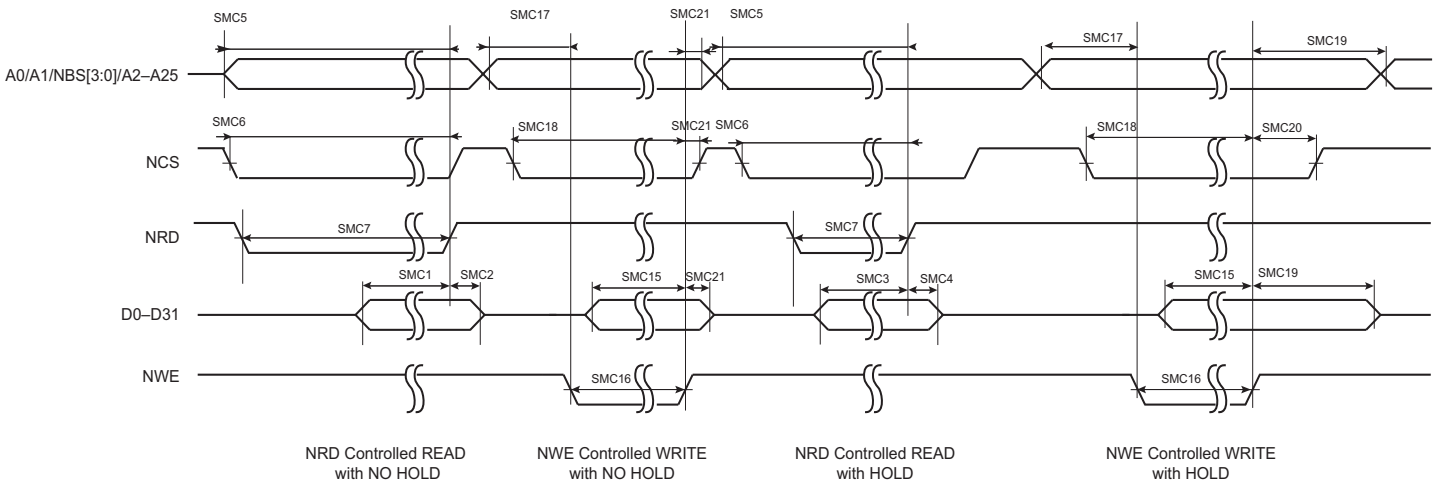 SMC5 SMC17 SMC21 SMC5 SMC17 SMC19
A0/A1/NBS[3:0]/A2–A25
SMC6 SMC18 SMC21 SMC6 SMC18 SMC20
NCS
NRD SMC7 SMC7
SMC1 SMC2 SMC15 SMC21 SMC3 SMC4 SMC15 SMC19
D0–D31
NWE SMC16 SMC16
NRD Controlled READ
with NO HOLD
NWE Controlled WRITE
with NO HOLD
NRD Controlled READ
with HOLD
NWE Controlled WRITE
with HOLD